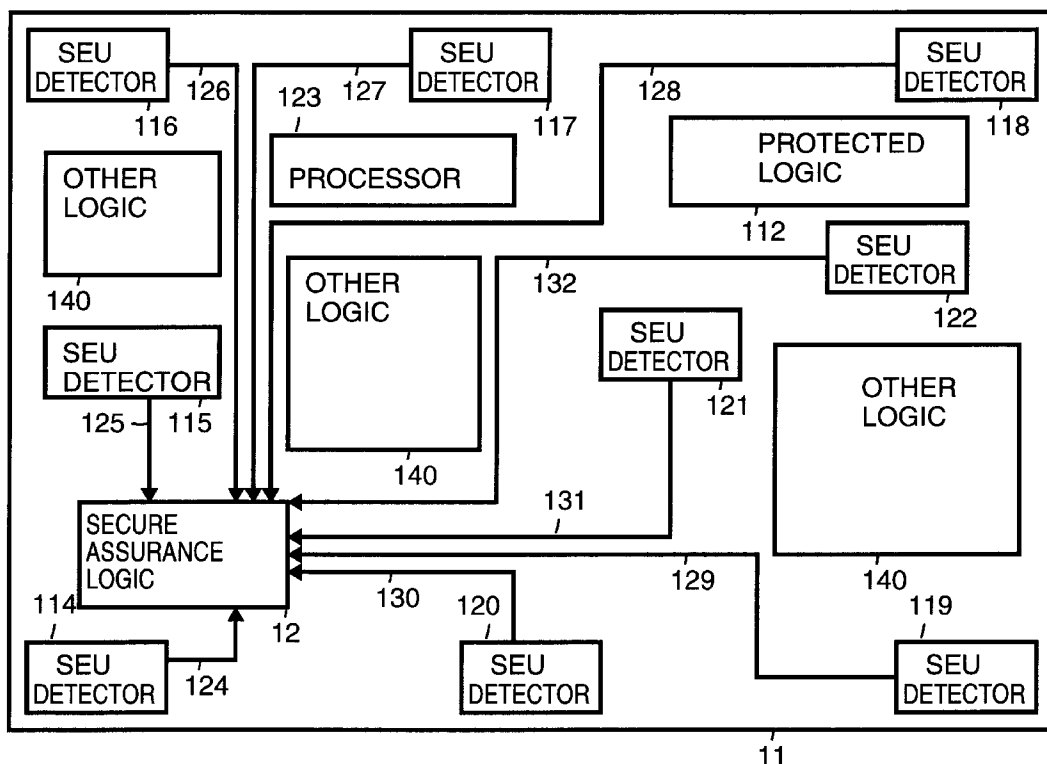 SEU
DETECTOR
116
126
127
SEU
DETECTOR
117
128
SEU
DETECTOR
118
123
PROCESSOR
PROTECTED
LOGIC
112
OTHER
LOGIC
140
OTHER
LOGIC
140
132
SEU
DETECTOR
122
SEU
DETECTOR
115
125
SEU
DETECTOR
121
OTHER
LOGIC
140
SECURE
ASSURANCE
LOGIC
12
131
129
130
114
SEU
DETECTOR
124
120
SEU
DETECTOR
119
SEU
DETECTOR
11